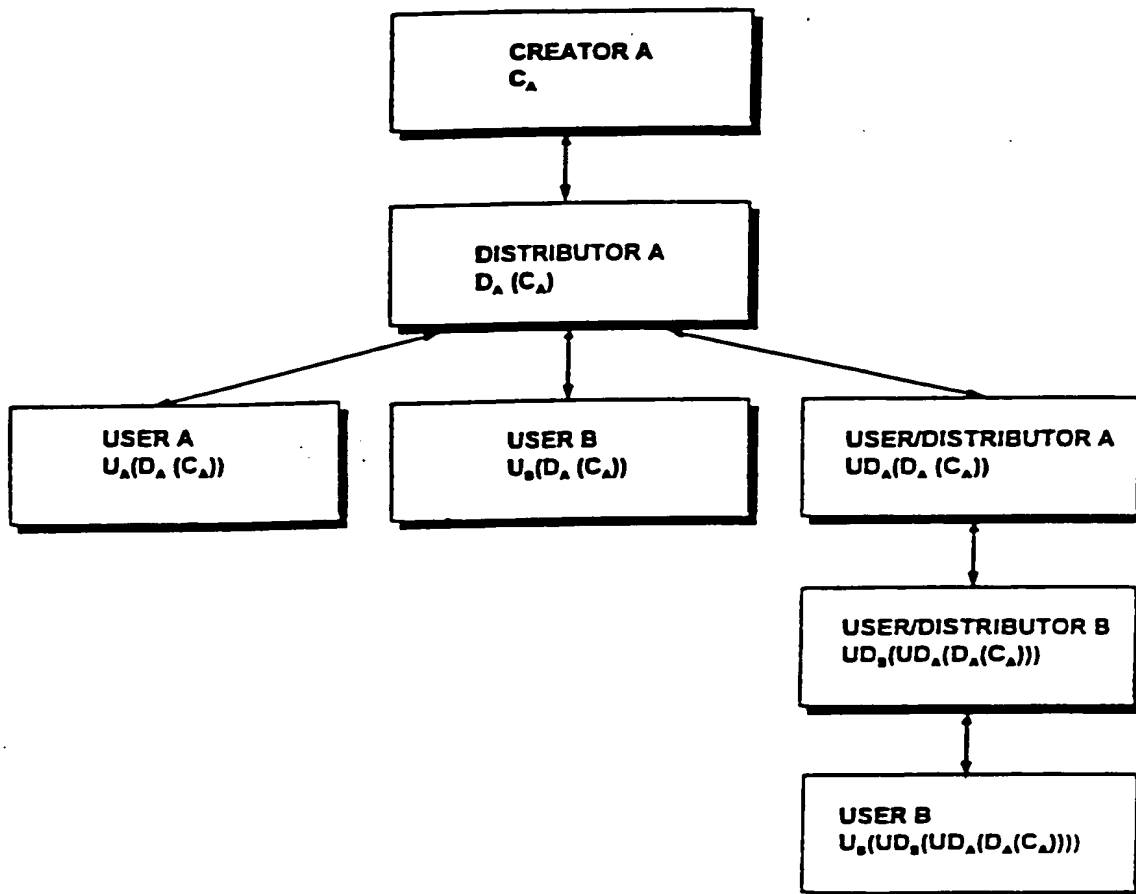 CREATOR A
C_A
DISTRIBUTOR A
D_A (C_A)
USER A
U_A(D_A (C_A))
USER B
U_B(D_A (C_A))
USER/DISTRIBUTOR A
UD_A(D_A (C_A))
USER/DISTRIBUTOR B
UD_B(UD_A(D_A(C_A)))
USER B
U_B(UD_B(UD_A(D_A(C_A))))